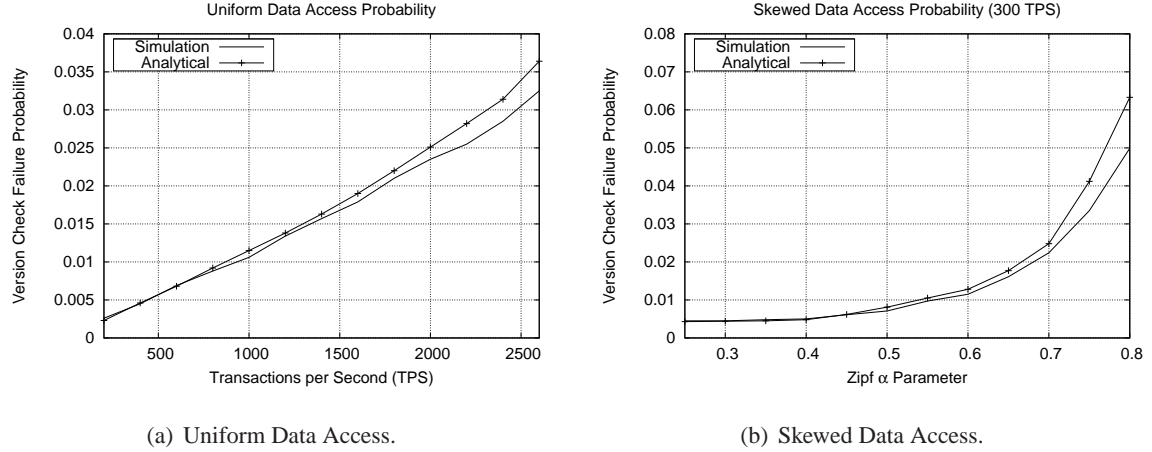 Uniform Data Access Probability
Version Check Failure Probability
0.04
0.035
0.03
0.025
0.02
0.015
0.01
0.005
0
Simulation
Analytical
500 1000 1500 2000 2500
Transactions per Second (TPS)
(a) Uniform Data Access.
Skewed Data Access Probability (300 TPS)
Version Check Failure Probability
0.08
0.07
0.06
0.05
0.04
0.03
0.02
0.01
0
Simulation
Analytical
0.3 0.4 0.5 0.6 0.7 0.8
Zipf α Parameter
(b) Skewed Data Access.